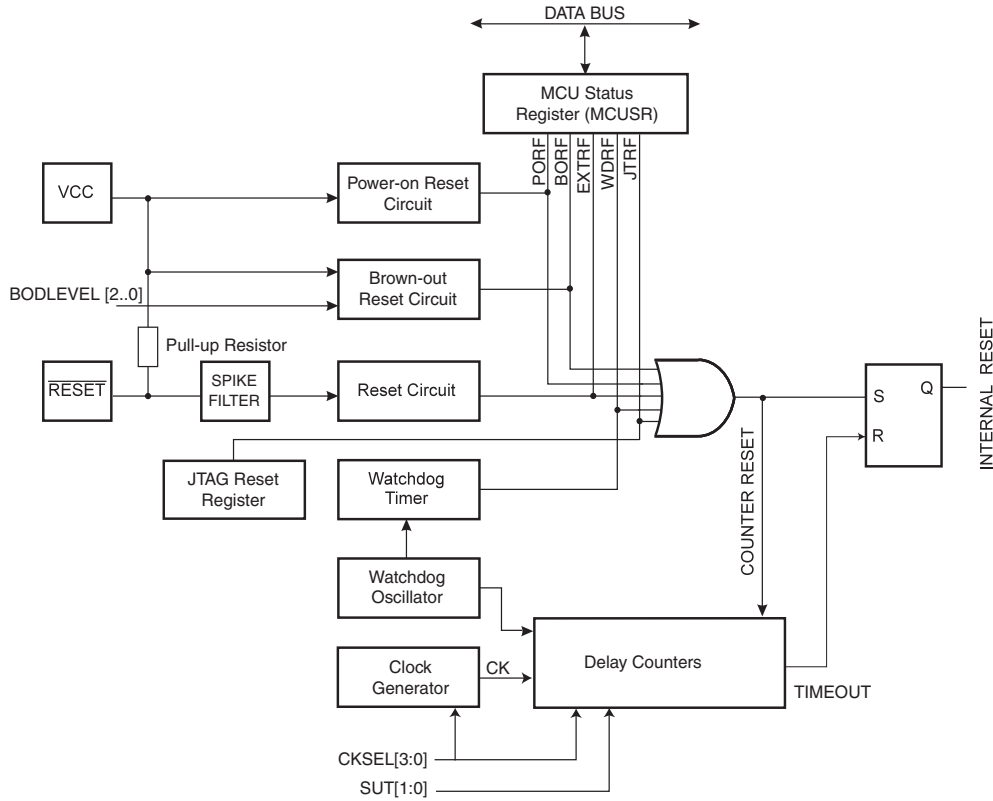 DATA BUS
MCU Status
Register (MCUSR)
PORF
BORF
EXTRF
WDRF
JTRF
VCC
Power-on Reset
Circuit
Brown-out
Reset Circuit
BODLEVEL [2..0]
Pull-up Resistor
RESET
SPIKE
FILTER
Reset Circuit
S
Q
R
INTERNAL RESET
COUNTER RESET
JTAG Reset
Register
Watchdog
Timer
Watchdog
Oscillator
Clock
Generator
CK
Delay Counters
TIMEOUT
CKSEL[3:0]
SUT[1:0]